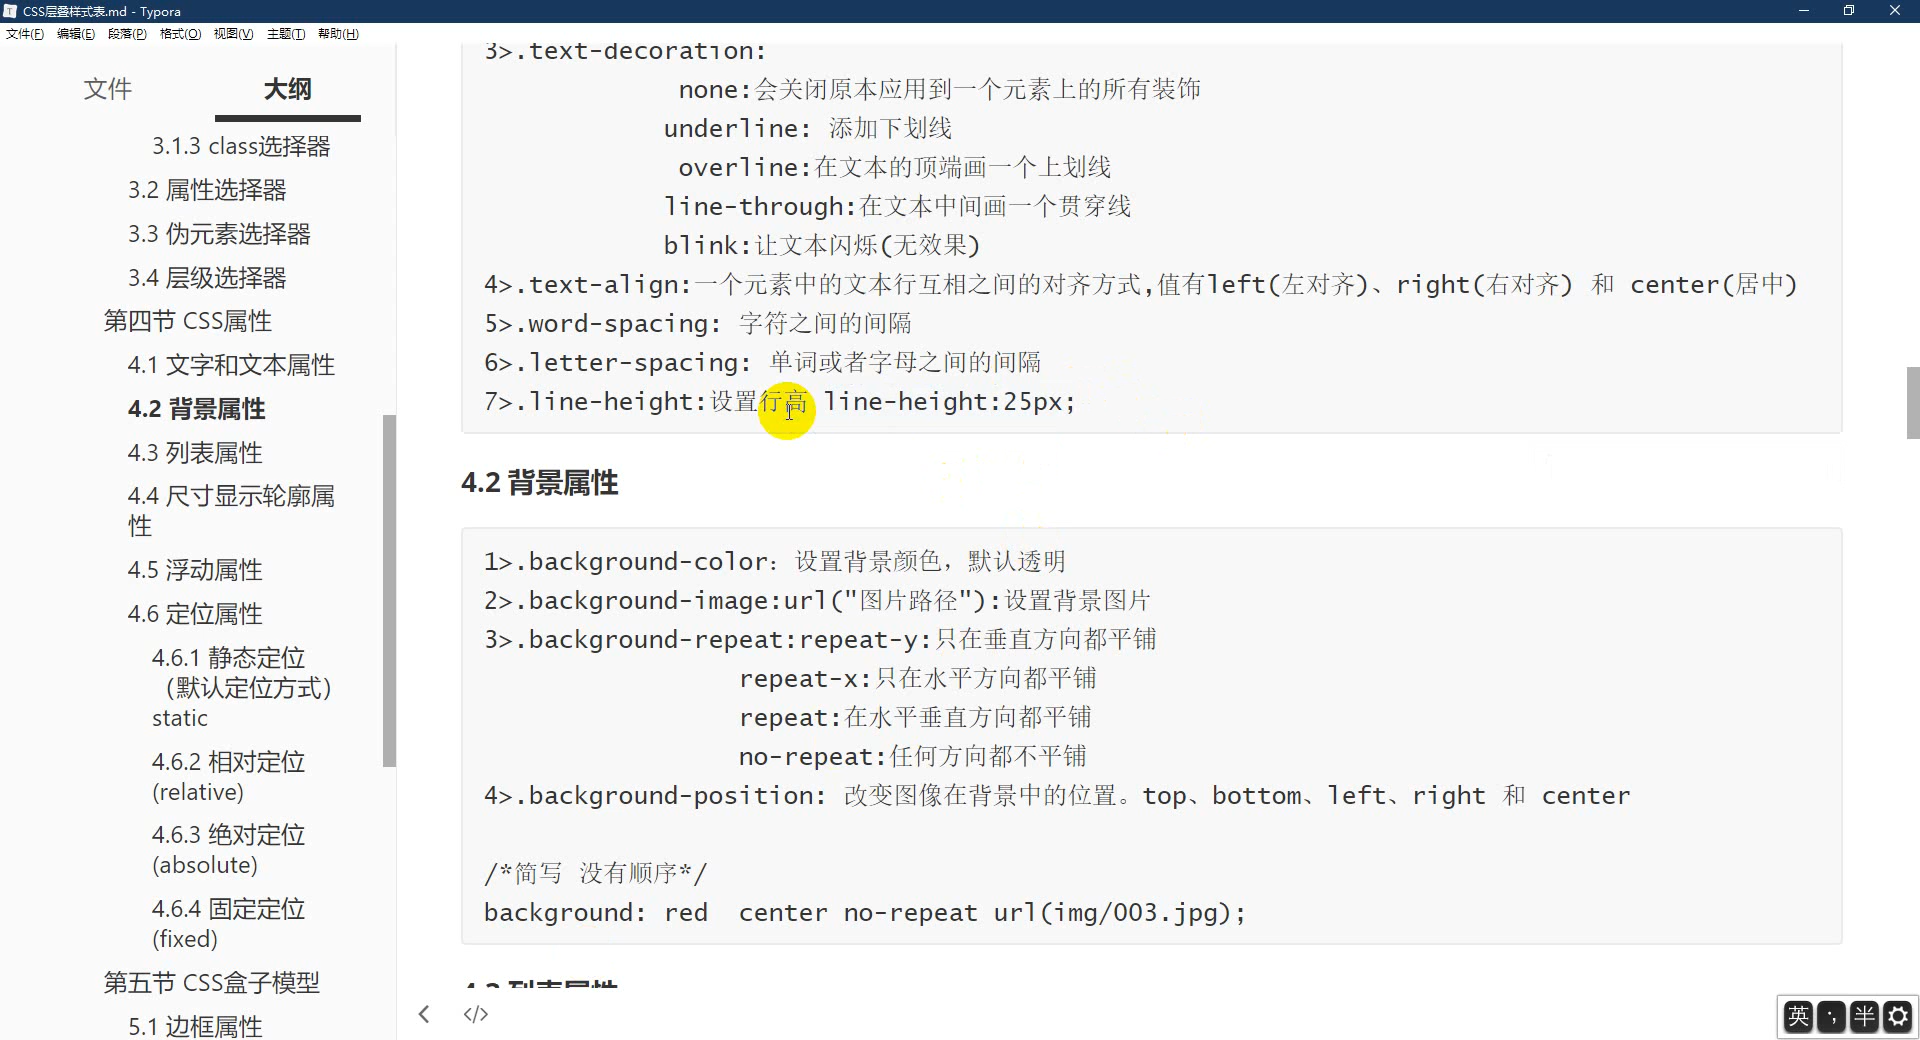 CSS层叠样式表.md - Typora
文件(F) 编辑(E) 段落(P) 格式(O) 视图(V) 主题(T) 帮助(H)
文件 大纲
3.1.3 class选择器
3.2 属性选择器
3.3 伪元素选择器
3.4 层级选择器
第四节 CSS属性
4.1 文字和文本属性
4.2 背景属性
4.3 列表属性
4.4 尺寸显示轮廓属
性
4.5 浮动属性
4.6 定位属性
4.6.1 静态定位
（默认定位方式）
static
4.6.2 相对定位
(relative)
4.6.3 绝对定位
(absolute)
4.6.4 固定定位
(fixed)
第五节 CSS盒子模型
5.1 边框属性
3>.text-decoration:
none:会关闭原本应用到一个元素上的所有装饰
underline: 添加下划线
overline:在文本的顶端画一个上划线
line-through:在文本中间画一个贯穿线
blink:让文本闪烁(无效果)
4>.text-align:一个元素中的文本行互相之间的对齐方式,值有left(左对齐)、right(右对齐) 和 center(居中)
5>.word-spacing: 字符之间的间隔
6>.letter-spacing: 单词或者字母之间的间隔
7>.line-height:设置行高 line-height:25px;
4.2 背景属性
1>.background-color：设置背景颜色，默认透明
2>.background-image:url("图片路径"):设置背景图片
3>.background-repeat:repeat-y:只在垂直方向都平铺
repeat-x:只在水平方向都平铺
repeat:在水平垂直方向都平铺
no-repeat:任何方向都不平铺
4>.background-position: 改变图像在背景中的位置。top、bottom、left、right 和 center
/*简写 没有顺序*/
background: red  center no-repeat url(img/003.jpg);
4.3 列表属性
</>
英 ·, 半